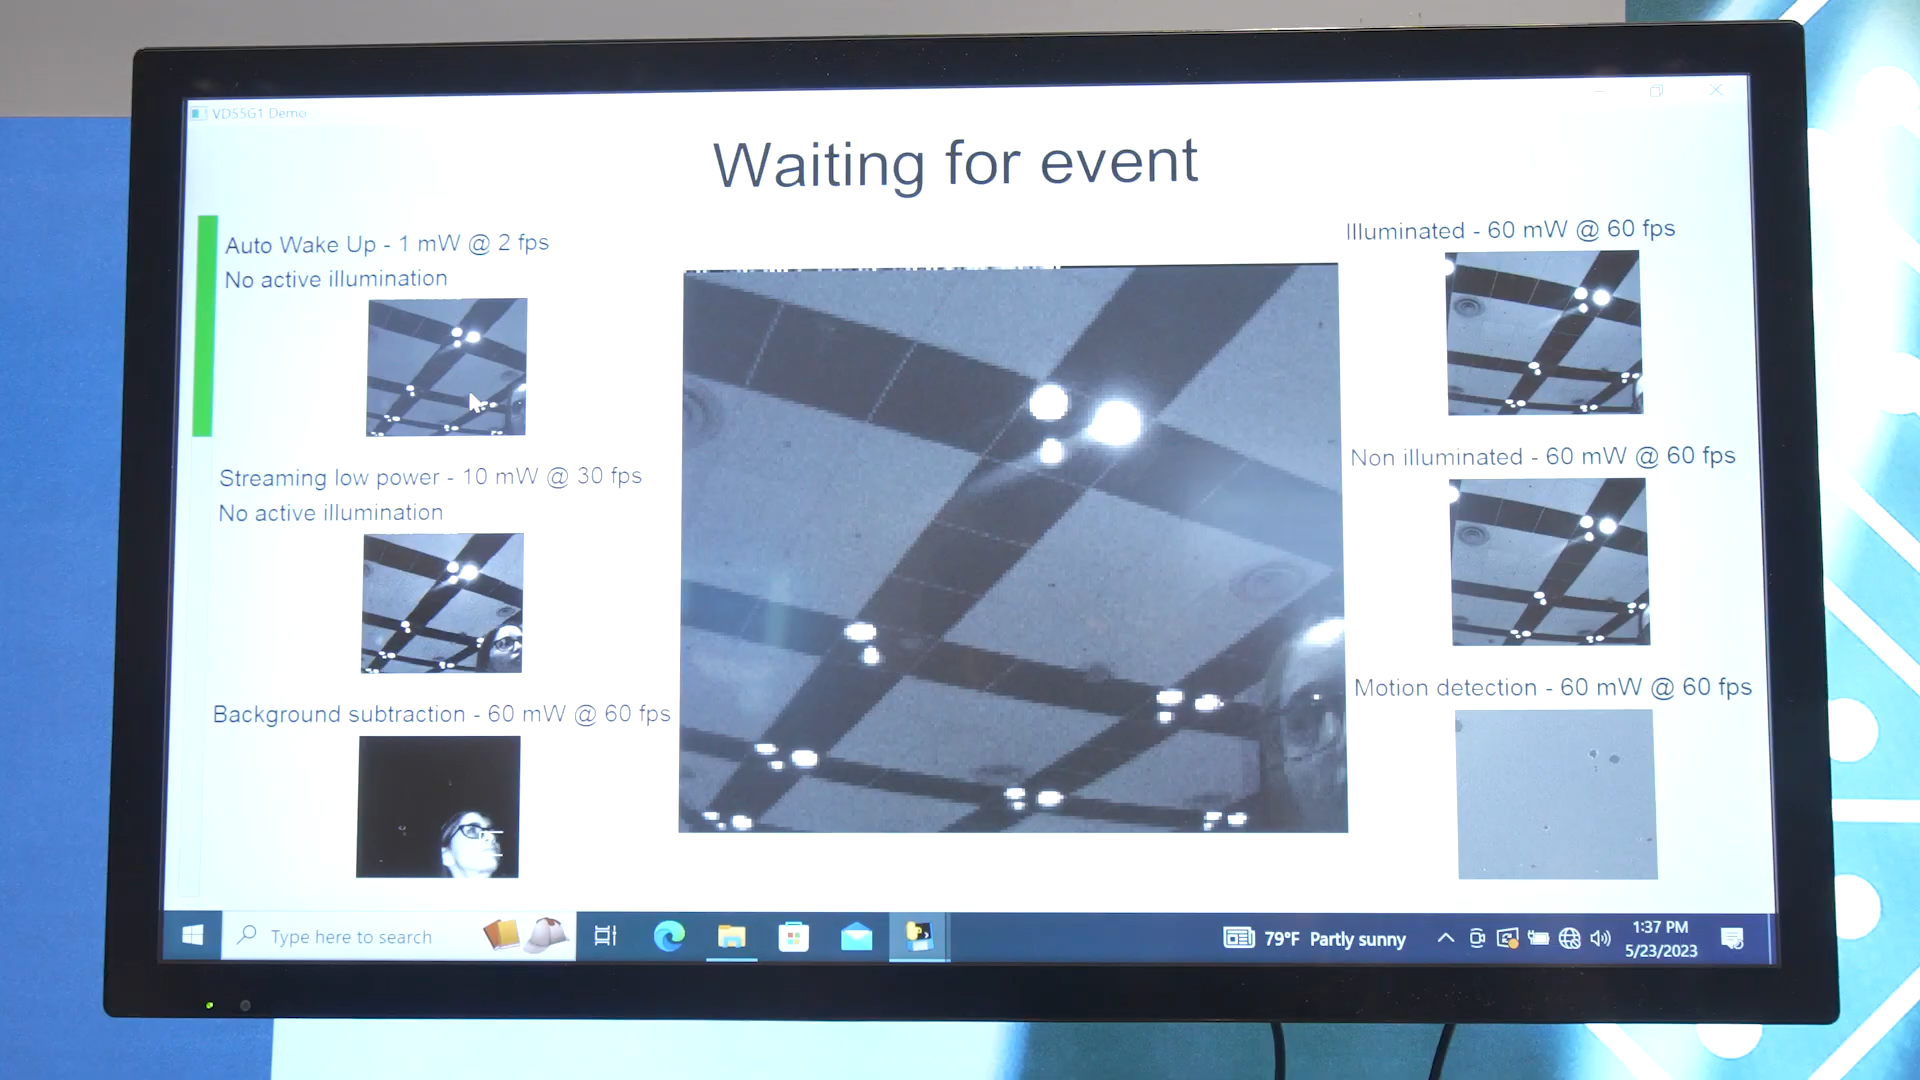 VD55G1 Demo
Waiting for event
Auto Wake Up - 1 mW @ 2 fps
No active illumination
Streaming low power - 10 mW @ 30 fps
No active illumination
Background subtraction - 60 mW @ 60 fps
Illuminated - 60 mW @ 60 fps
Non illuminated - 60 mW @ 60 fps
Motion detection - 60 mW @ 60 fps
Type here to search
79°F Partly sunny
1:37 PM
5/23/2023